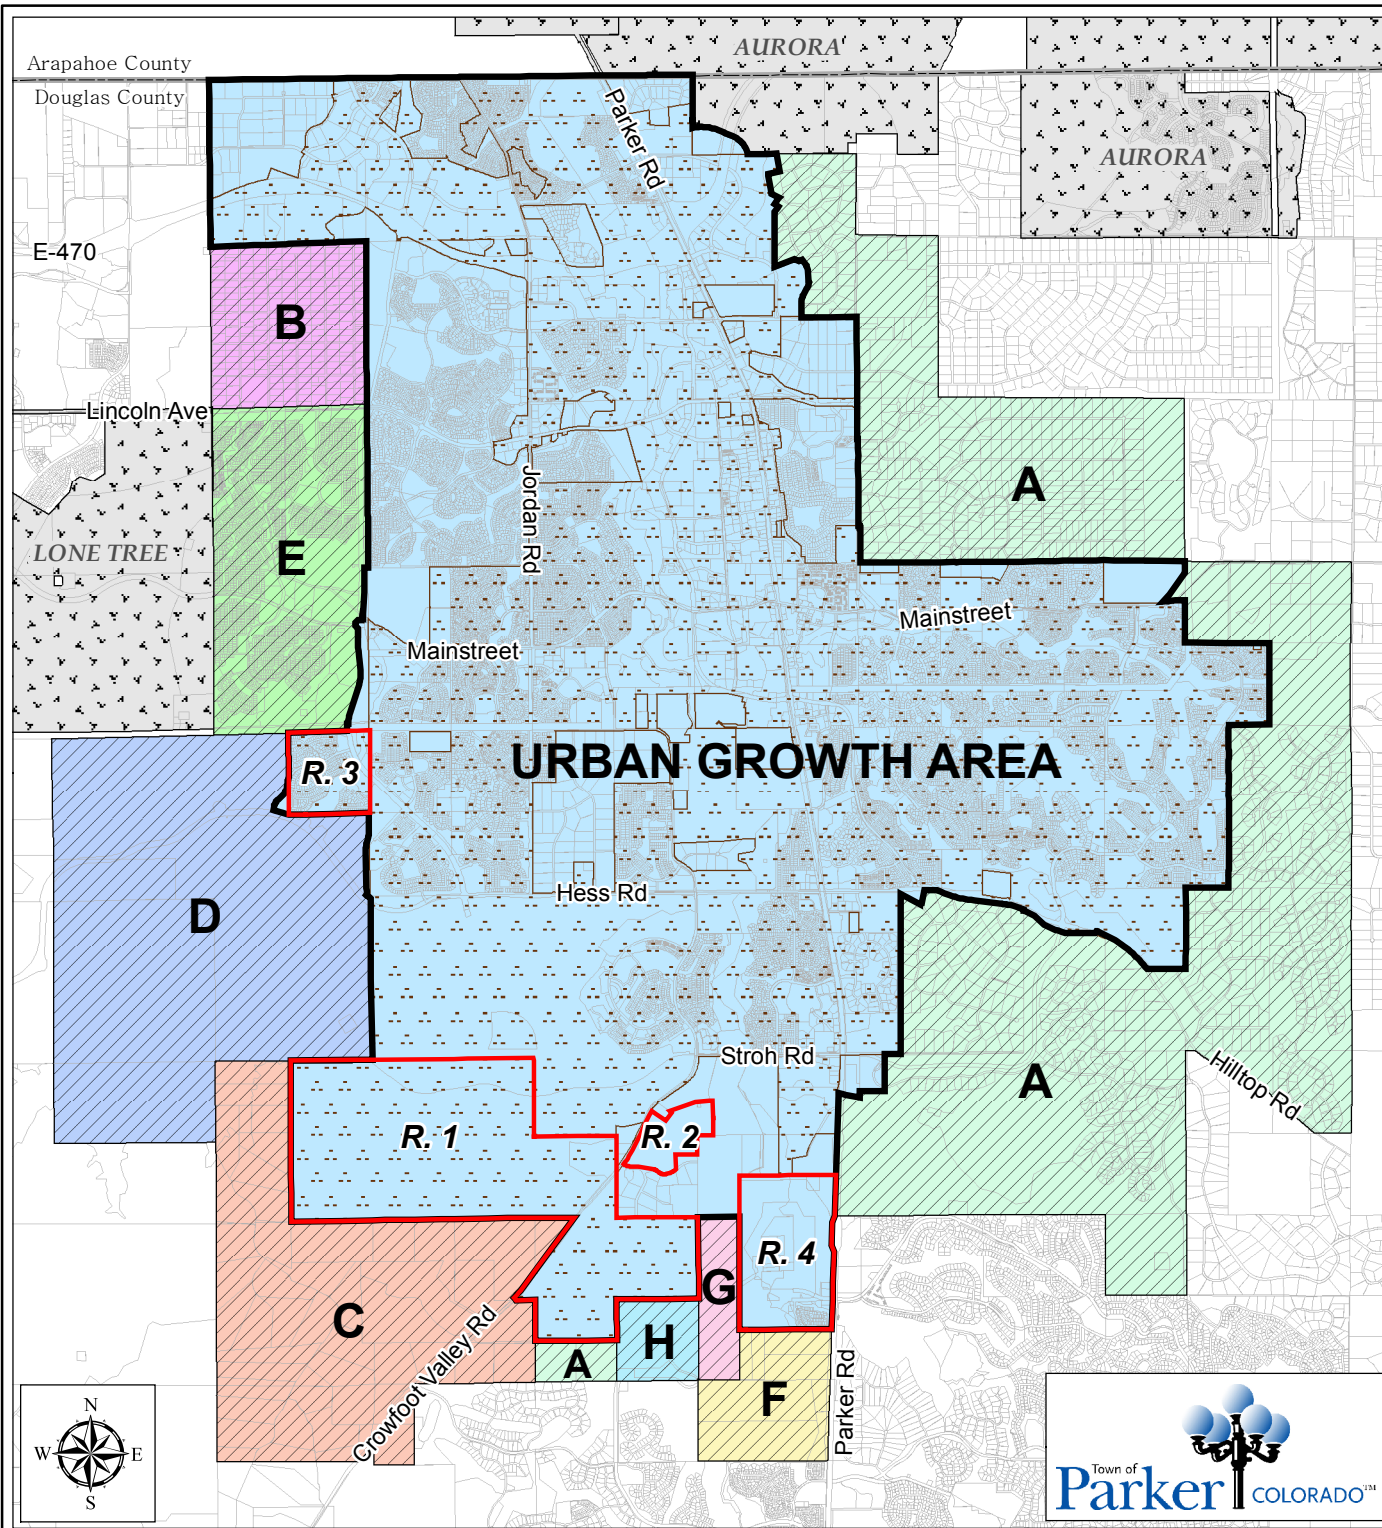 AURORA
Arapahoe County
Douglas County
Parker Rd
AURORA
E-470
B
Lincoln Ave
A
Jordan Rd
LONE TREE
E
Mainstreet
Mainstreet
R. 3
URBAN GROWTH AREA
Hess Rd
D
Stroh Rd
A
Hilltop Rd
R. 1
R. 2
R. 4
G
C
H
A
Crowfoot Valley Rd
F
Parker Rd
N
W E
S
Town of
Parker COLORADO™